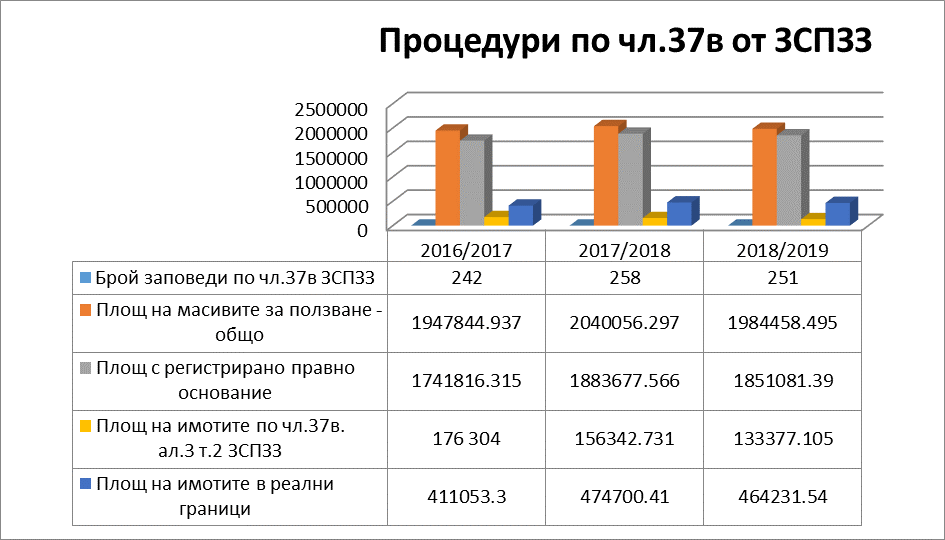 Процедури по чл.37в от ЗСПЗЗ
2500000
2000000
1500000
1000000
500000
0
2016/2017 2017/2018 2018/2019
Брой заповеди по чл.37в ЗСПЗЗ 242 258 251
Площ на масивите за ползване -
общо 1947844.937 2040056.297 1984458.495
Площ с регистрирано правно
основание 1741816.315 1883677.566 1851081.39
Площ на имотите по чл.37в.
ал.3 т.2 ЗСПЗЗ 176 304 156342.731 133377.105
Площ на имотите в реални
граници 411053.3 474700.41 464231.54